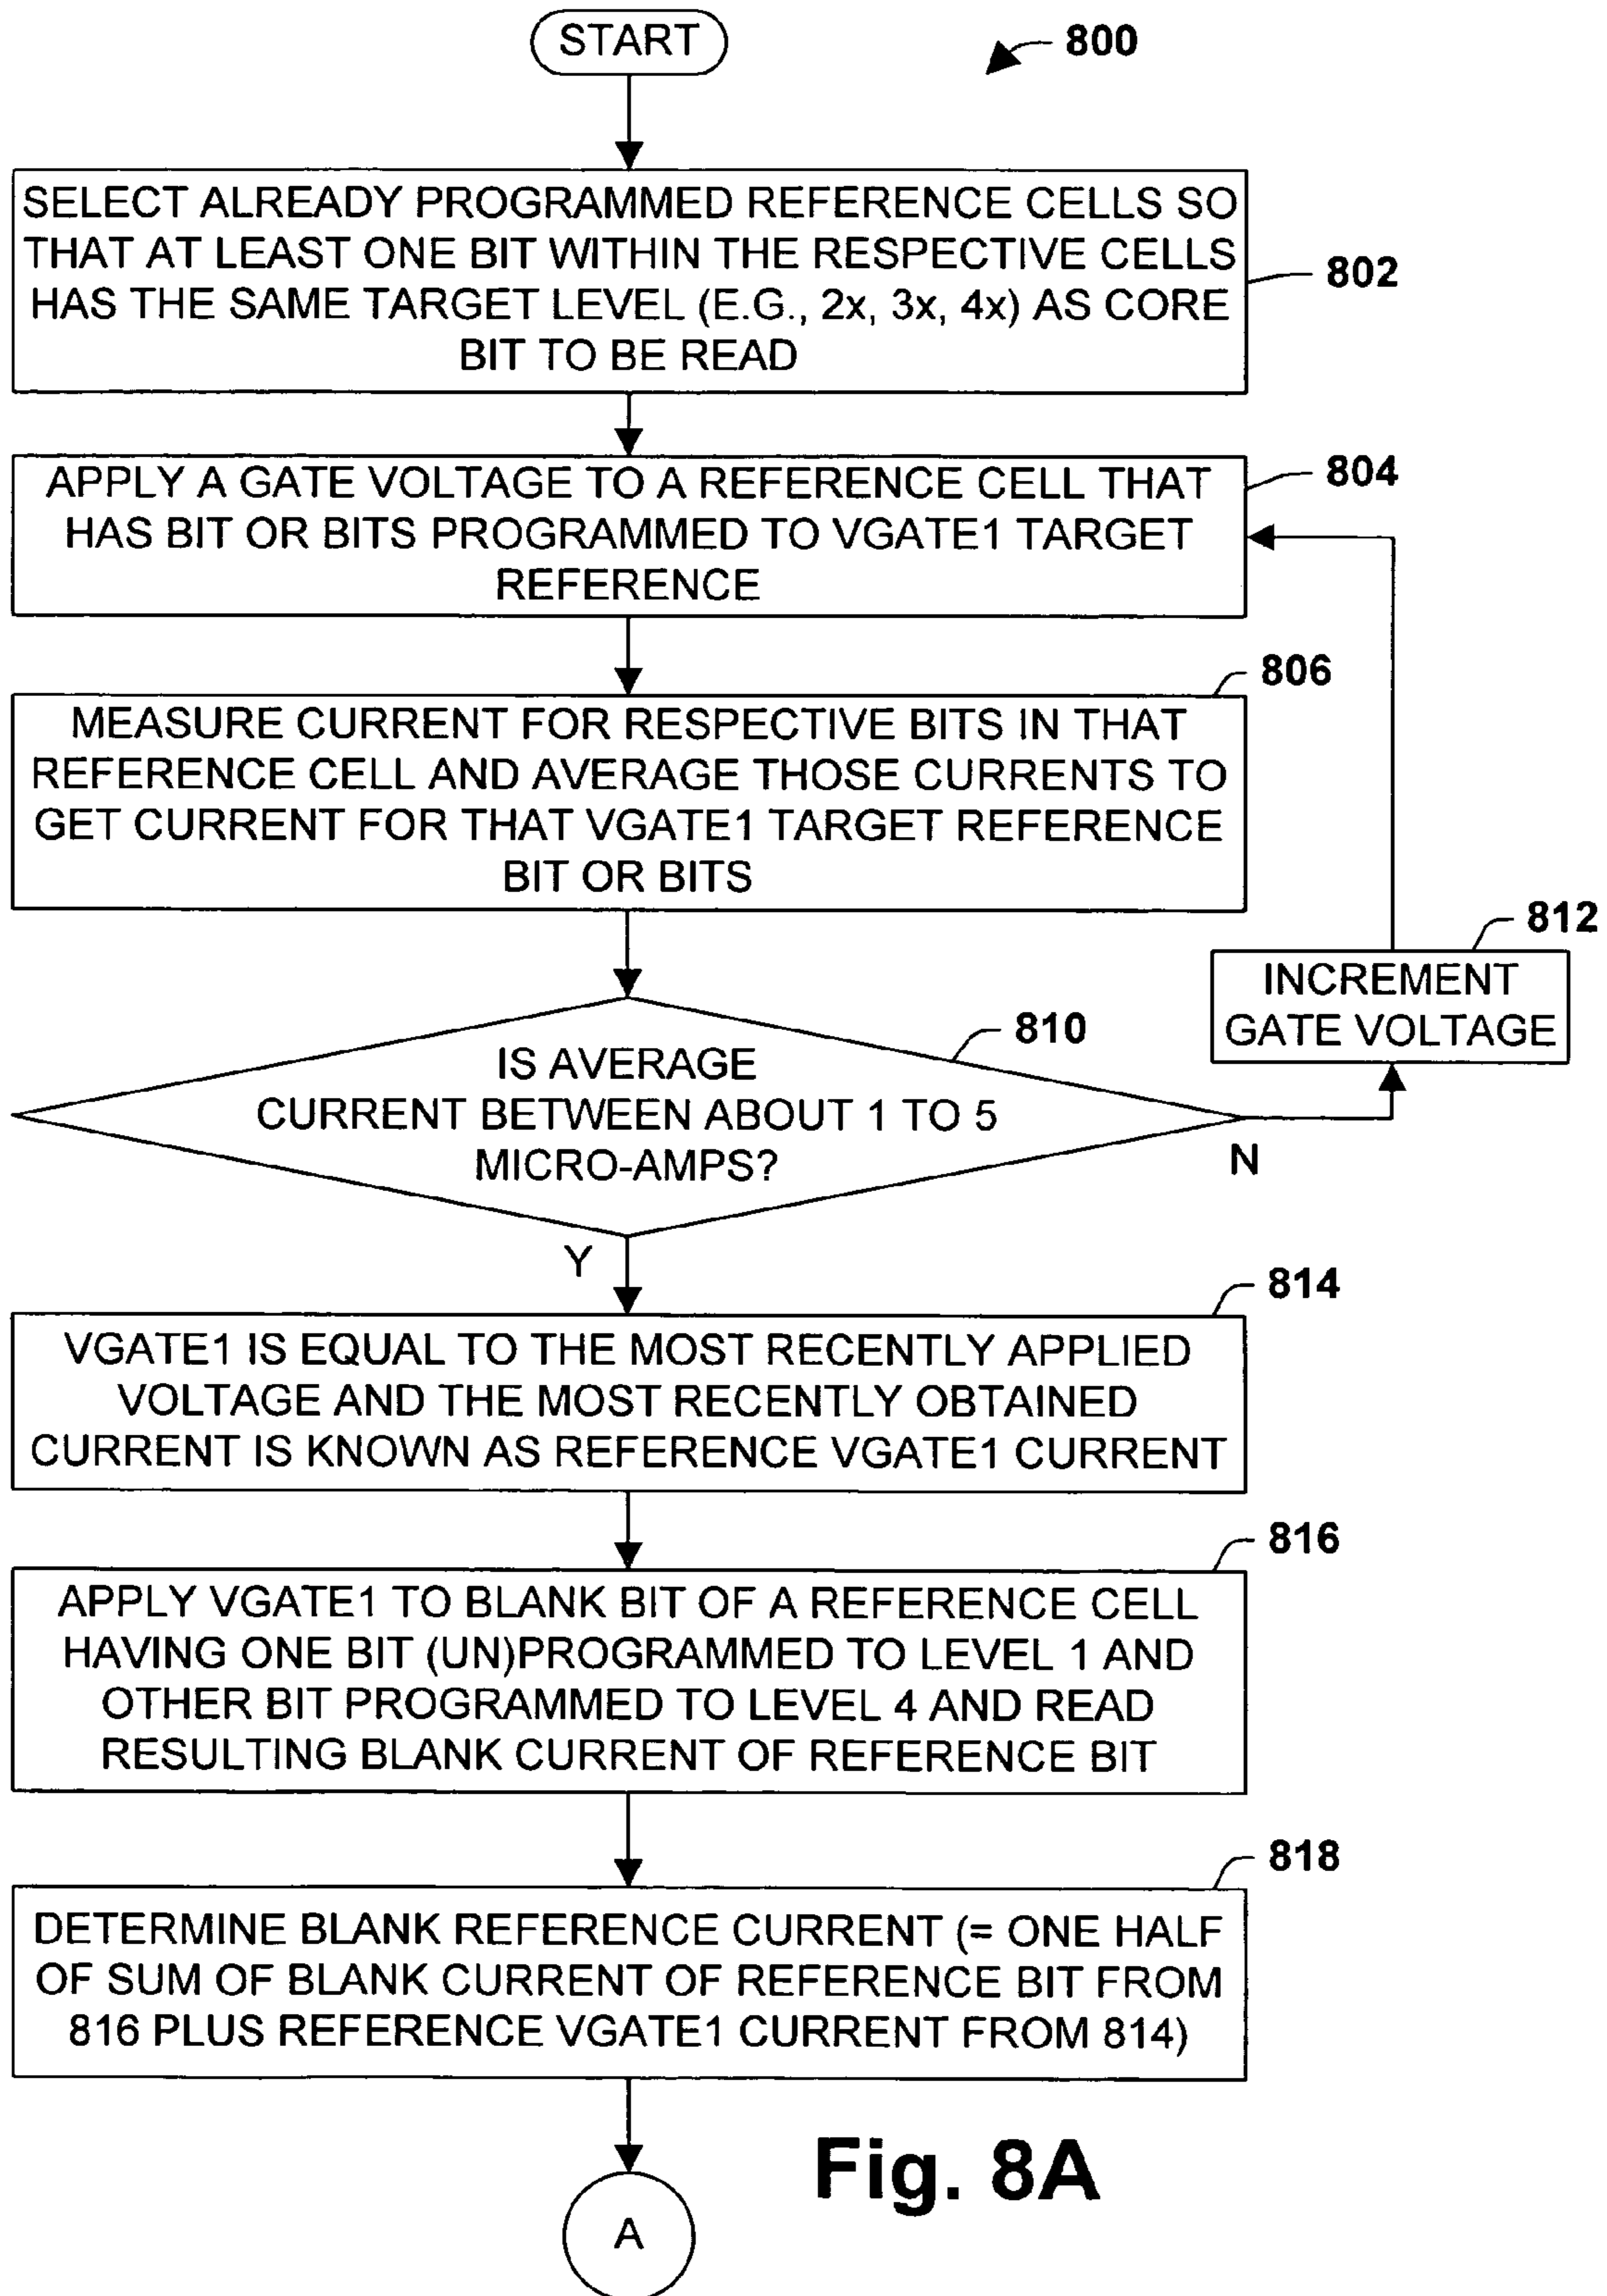 START
800
SELECT ALREADY PROGRAMMED REFERENCE CELLS SO
THAT AT LEAST ONE BIT WITHIN THE RESPECTIVE CELLS
HAS THE SAME TARGET LEVEL (E.G., 2x, 3x, 4x) AS CORE
BIT TO BE READ
802
APPLY A GATE VOLTAGE TO A REFERENCE CELL THAT
HAS BIT OR BITS PROGRAMMED TO VGATE1 TARGET
REFERENCE
804
806
MEASURE CURRENT FOR RESPECTIVE BITS IN THAT
REFERENCE CELL AND AVERAGE THOSE CURRENTS TO
GET CURRENT FOR THAT VGATE1 TARGET REFERENCE
BIT OR BITS
812
INCREMENT
GATE VOLTAGE
810
IS AVERAGE
CURRENT BETWEEN ABOUT 1 TO 5
MICRO-AMPS?
N
Y
814
VGATE1 IS EQUAL TO THE MOST RECENTLY APPLIED
VOLTAGE AND THE MOST RECENTLY OBTAINED
CURRENT IS KNOWN AS REFERENCE VGATE1 CURRENT
816
APPLY VGATE1 TO BLANK BIT OF A REFERENCE CELL
HAVING ONE BIT (UN)PROGRAMMED TO LEVEL 1 AND
OTHER BIT PROGRAMMED TO LEVEL 4 AND READ
RESULTING BLANK CURRENT OF REFERENCE BIT
818
DETERMINE BLANK REFERENCE CURRENT (= ONE HALF
OF SUM OF BLANK CURRENT OF REFERENCE BIT FROM
816 PLUS REFERENCE VGATE1 CURRENT FROM 814)
Fig. 8A
A